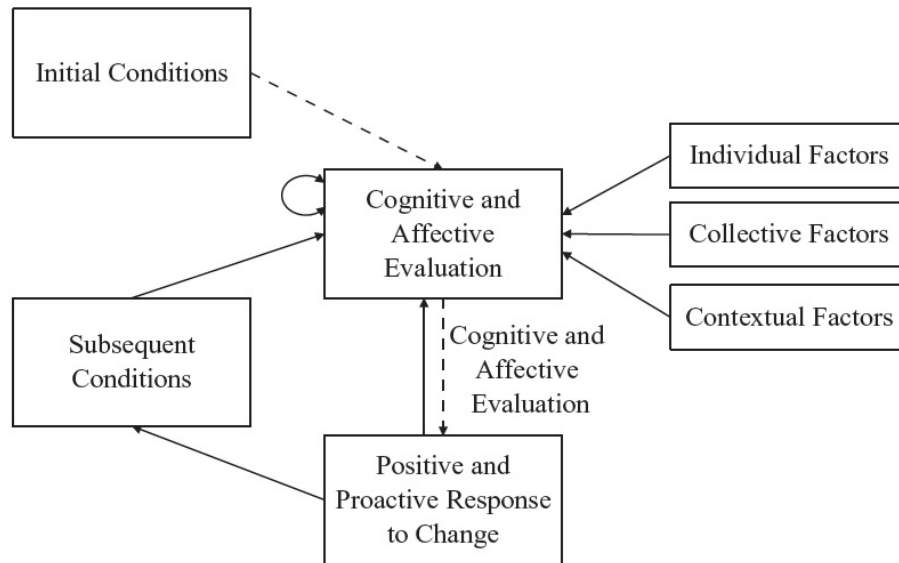 Initial Conditions
Individual Factors
Cognitive and
Affective
Evaluation
Collective Factors
Contextual Factors
Subsequent
Conditions
Cognitive and
Affective
Evaluation
Positive and
Proactive Response
to Change